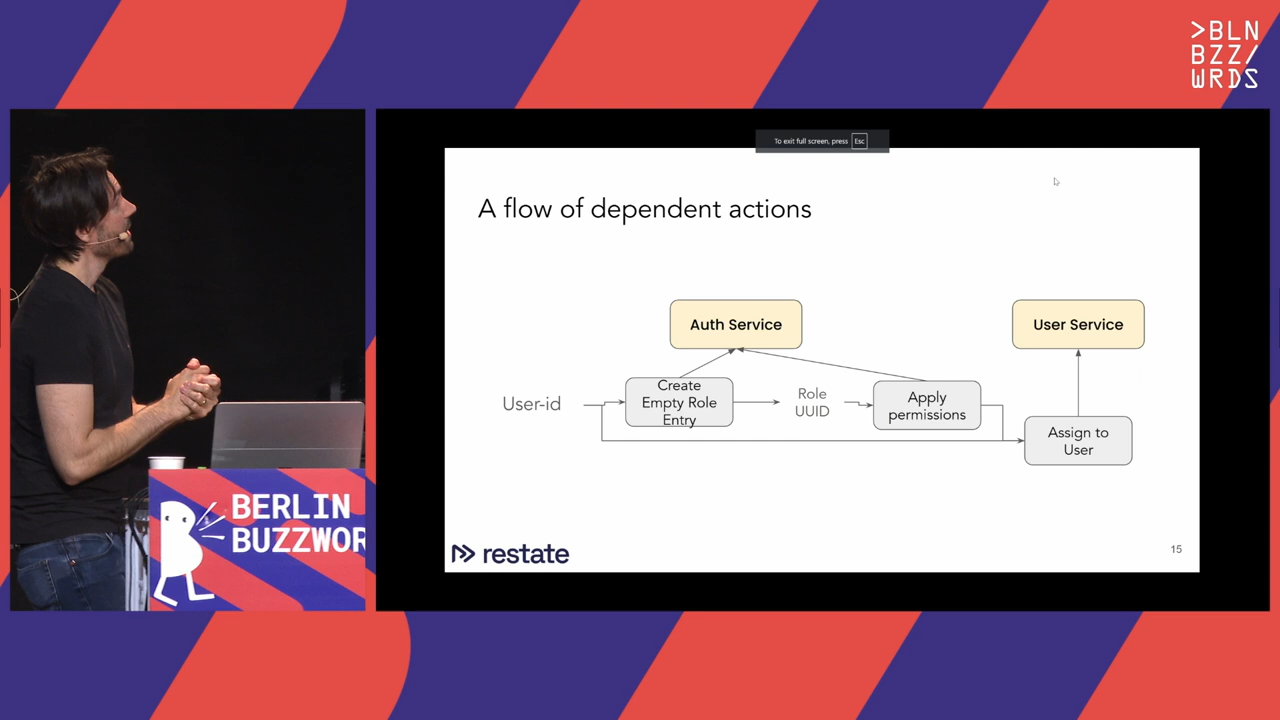 >BLN
BZZ/
WRDS
To exit full screen, press Esc
A flow of dependent actions
Auth Service
User Service
User-id
Create
Empty Role
Entry
Role
UUID
Apply
permissions
Assign to
User
restate
15
BERLIN
BUZZWOR